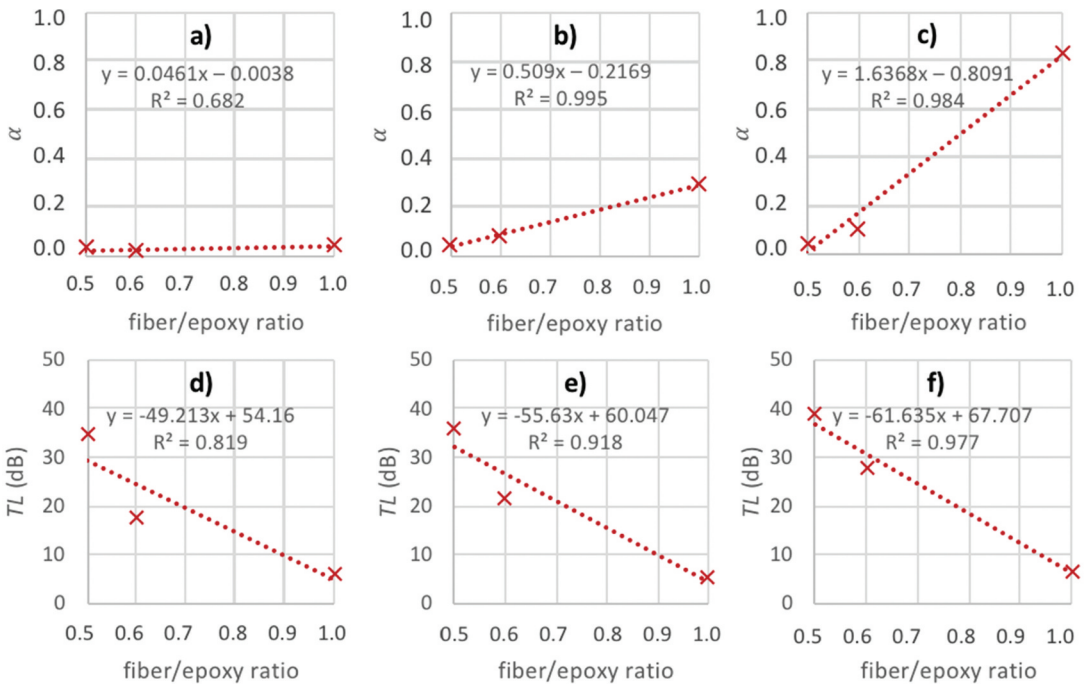 a)
y = 0.0461x – 0.0038
R² = 0.682
1.0
0.8
0.6
0.4
0.2
0.0
α
0.5 0.6 0.7 0.8 0.9 1.0
fiber/epoxy ratio
b)
y = 0.509x – 0.2169
R² = 0.995
1.0
0.8
0.6
0.4
0.2
0.0
α
0.5 0.6 0.7 0.8 0.9 1.0
fiber/epoxy ratio
c)
y = 1.6368x – 0.8091
R² = 0.984
1.0
0.8
0.6
0.4
0.2
0.0
α
0.5 0.6 0.7 0.8 0.9 1.0
fiber/epoxy ratio
d)
y = -49.213x + 54.16
R² = 0.819
50
40
30
20
10
0
TL (dB)
0.5 0.6 0.7 0.8 0.9 1.0
fiber/epoxy ratio
e)
y = -55.63x + 60.047
R² = 0.918
50
40
30
20
10
0
TL (dB)
0.5 0.6 0.7 0.8 0.9 1.0
fiber/epoxy ratio
f)
y = -61.635x + 67.707
R² = 0.977
50
40
30
20
10
0
TL (dB)
0.5 0.6 0.7 0.8 0.9 1.0
fiber/epoxy ratio